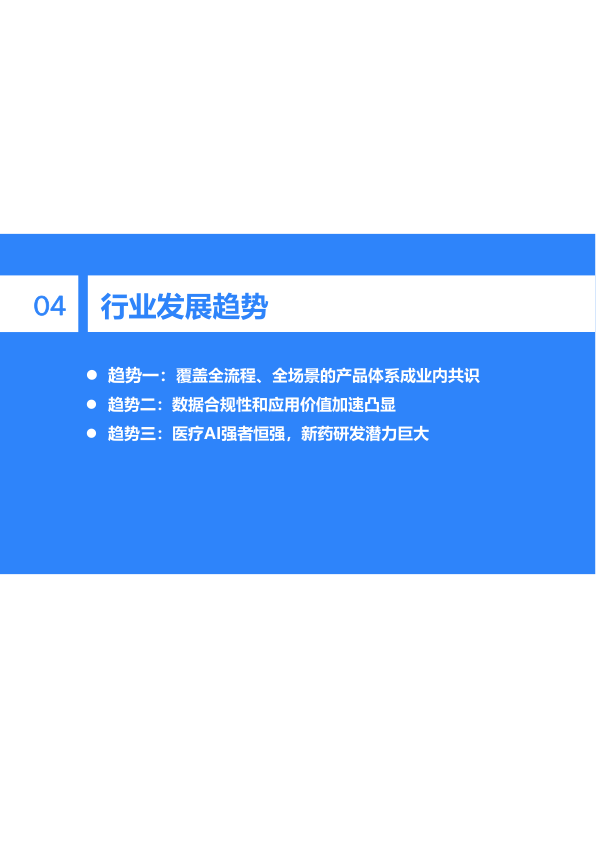 04
行业发展趋势
趋势一：覆盖全流程、全场景的产品体系成业内共识
趋势二：数据合规性和应用价值加速凸显
趋势三：医疗AI强者恒强，新药研发潜力巨大